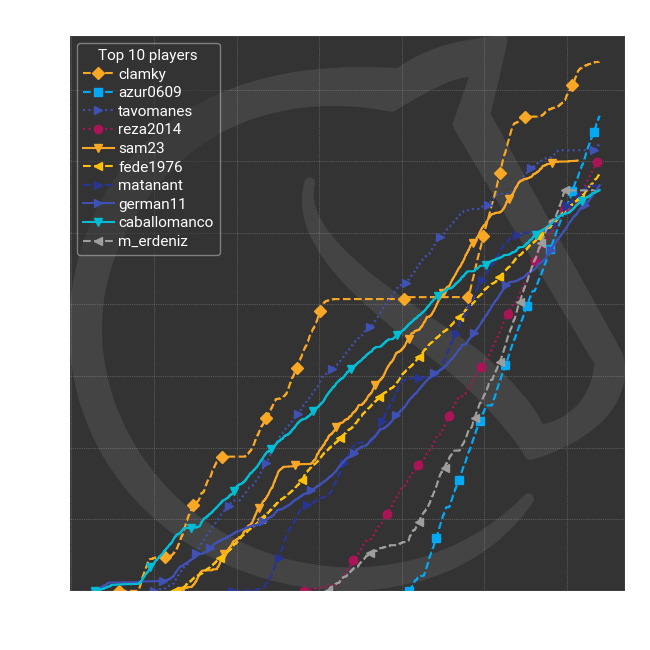 Top 10 players
clamky
azur0609
tavomanes
reza2014
sam23
fede1976
matanant
german11
caballomanco
m_erdeniz